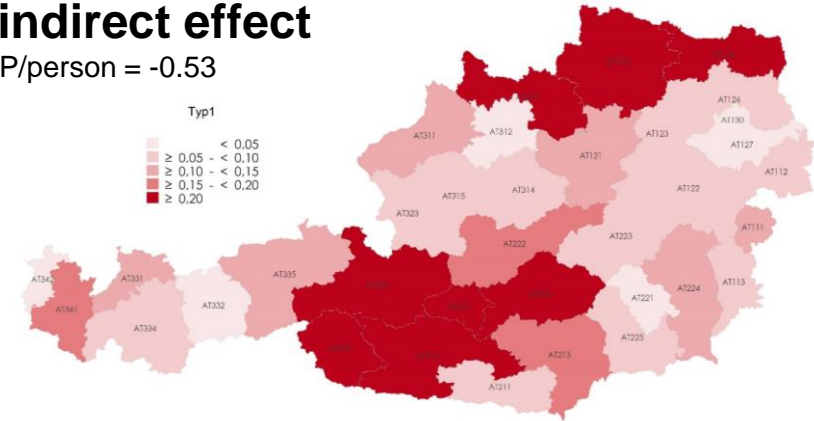 indirect effect
P/person = -0.53
Typ1
< 0,05
≥ 0.05 - < 0,10
≥ 0,10 - < 0,15
≥ 0.15 - < 0,20
≥ 0,20
AT126
AT130
AT311
AT312
AT123
AT127
AT121
AT112
AT315
AT314
AT122
AT323
AT111
AT222
AT223
AT342
AT331
AT335
AT341
AT332
AT224
AT113
AT221
AT334
AT225
AT213
AT211